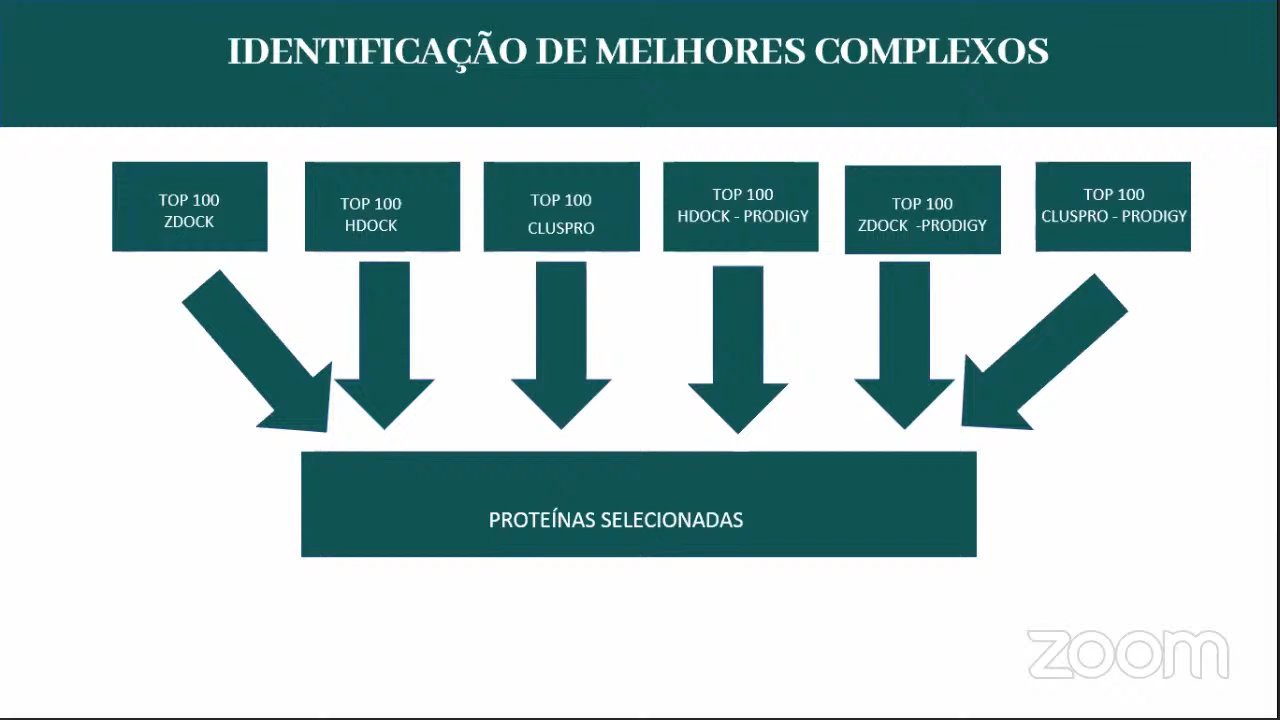 IDENTIFICAÇÃO DE MELHORES COMPLEXOS
TOP 100
ZDOCK
TOP 100
HDOCK
TOP 100
CLUSPRO
TOP 100
HDOCK - PRODIGY
TOP 100
ZDOCK -PRODIGY
TOP 100
CLUSPRO - PRODIGY
PROTEÍNAS SELECIONADAS
zoom